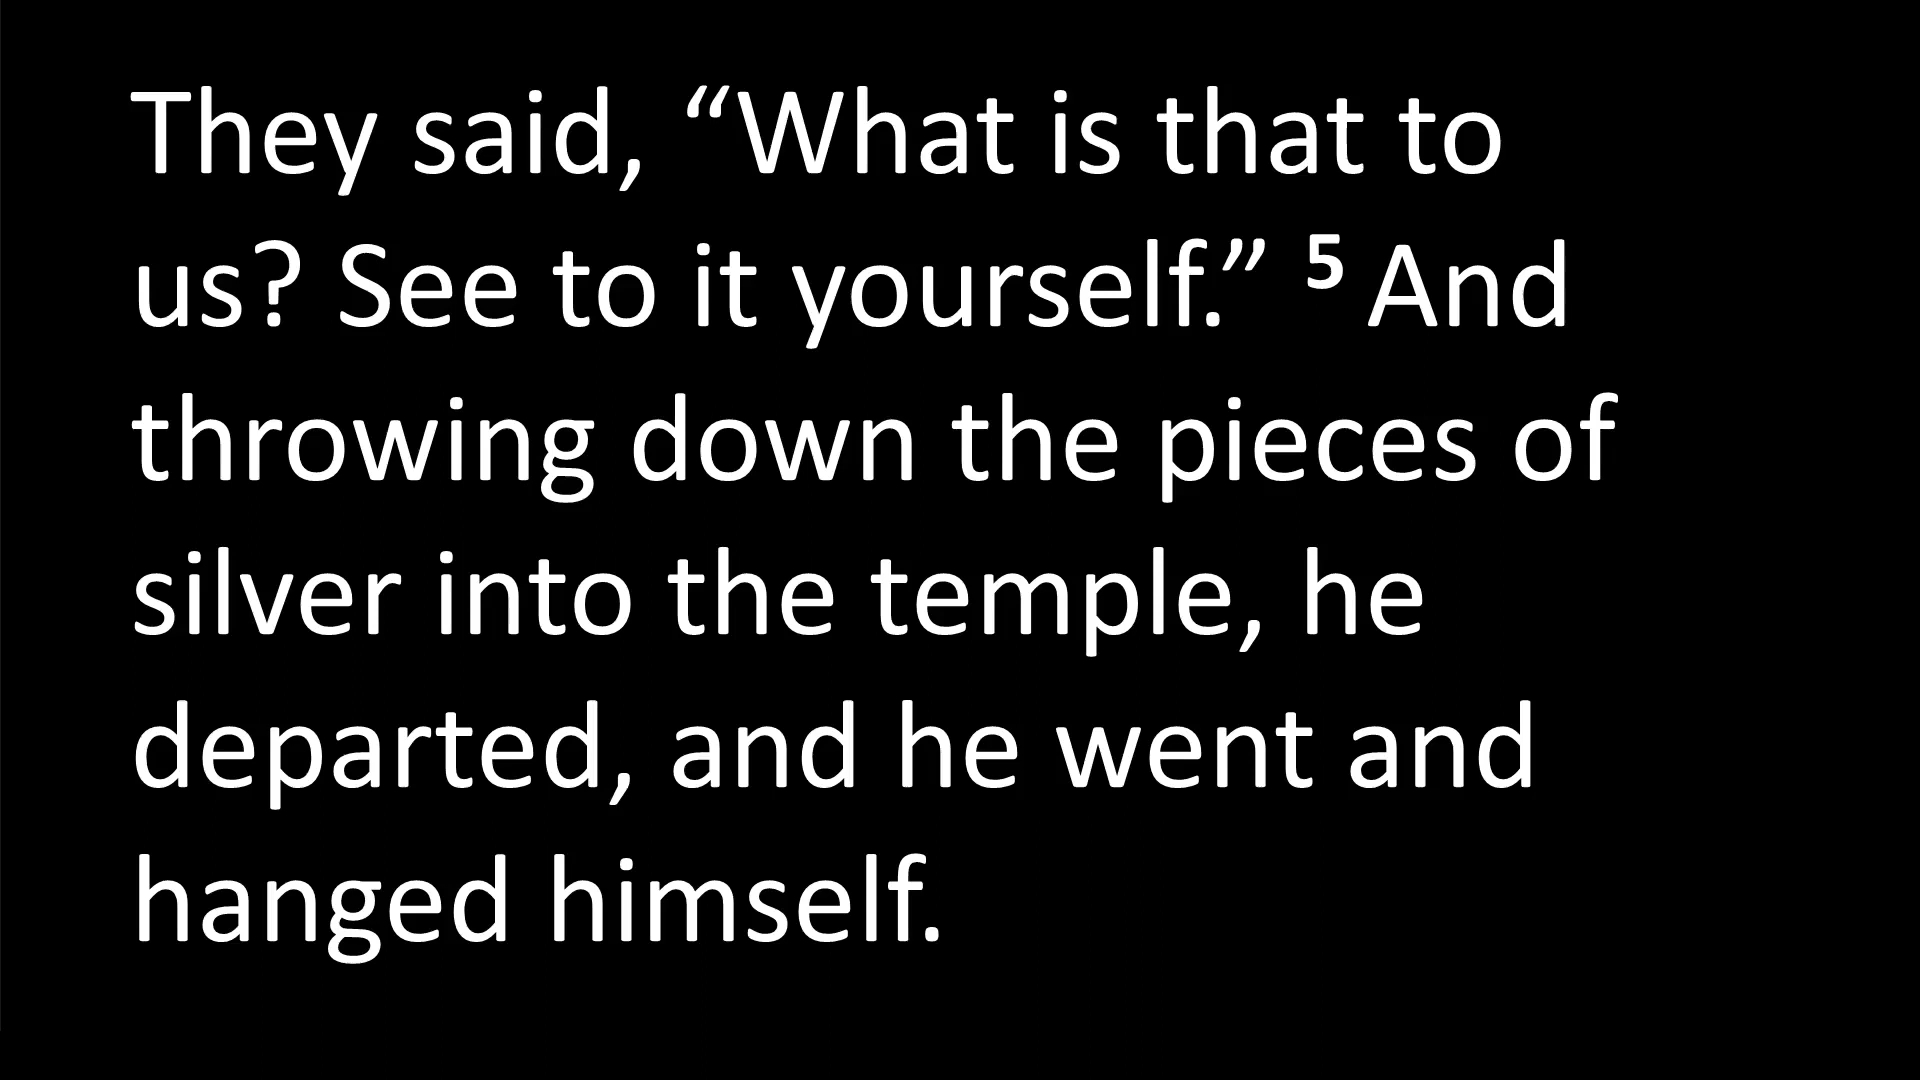 They said, “What is that to
us? See to it yourself.” ⁵ And
throwing down the pieces of
silver into the temple, he
departed, and he went and
hanged himself.